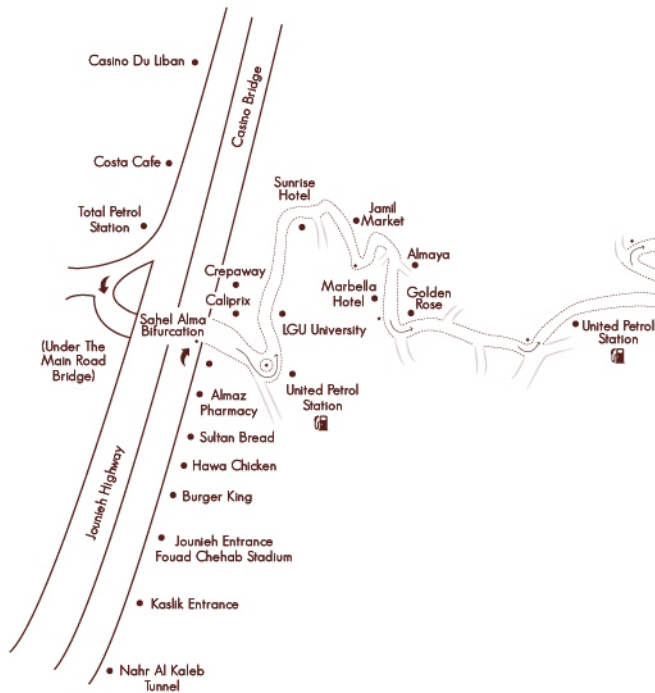 Casino Du Liban
Casino Bridge
Costa Cafe
Total Petrol
Station
Sunrise
Hotel
Jamil
Market
Almaya
Crepaway
Caliprix
Marbella
Hotel
Golden
Rose
Sahel Alma
Bifurcation
LGU University
United Petrol
Station
(Under The
Main Road
Bridge)
United Petrol
Station
Almaz
Pharmacy
Sultan Bread
Hawa Chicken
Burger King
Jounieh Highway
Jounieh Entrance
Fouad Chehab Stadium
Kaslik Entrance
Nahr Al Kaleb
Tunnel